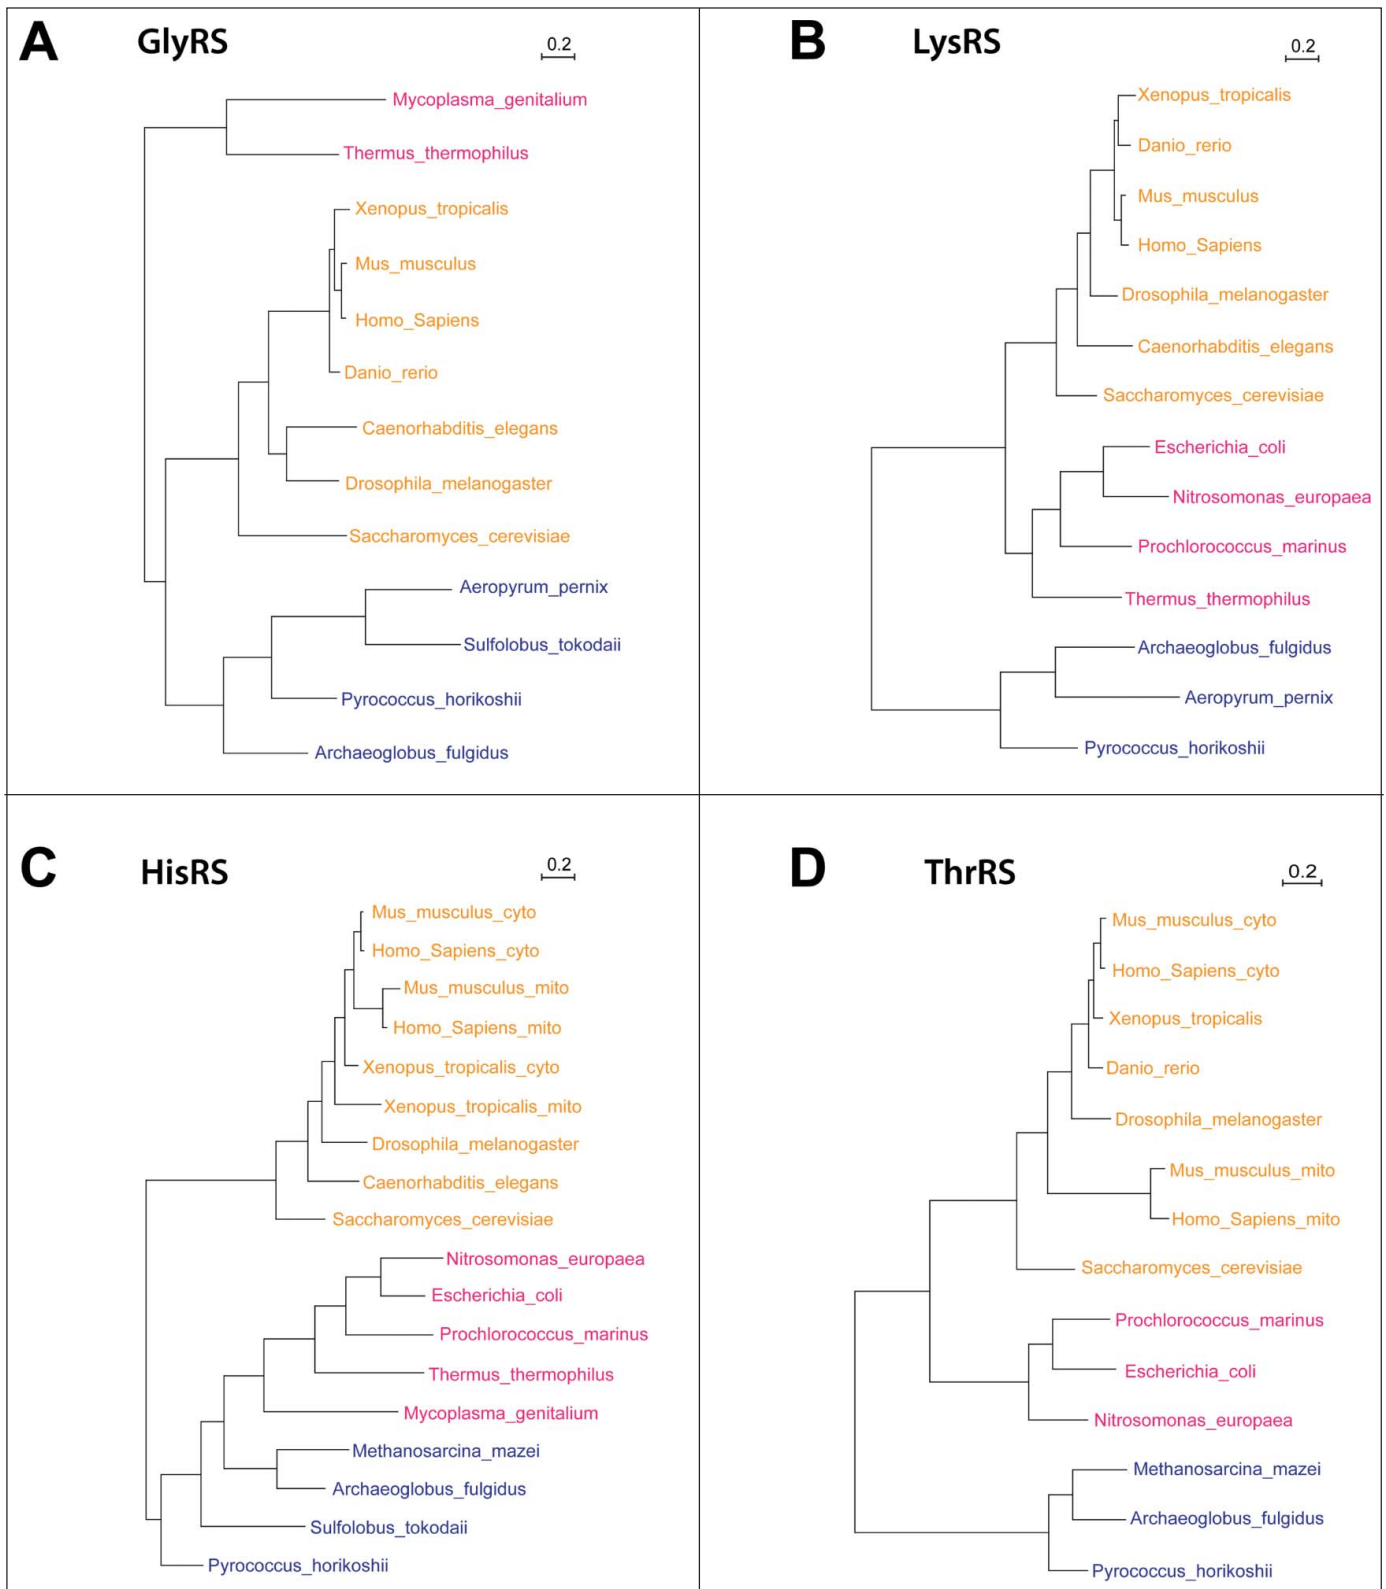 A GlyRS
0.2
Mycoplasma_genitalium
Thermus_thermophilus
Xenopus_tropicalis
Mus_musculus
Homo_Sapiens
Danio_rerio
Caenorhabditis_elegans
Drosophila_melanogaster
Saccharomyces_cerevisiae
Aeropyrum_pernix
Sulfolobus_tokodaii
Pyrococcus_horikoshii
Archaeoglobus_fulgidus
B LysRS
0.2
Xenopus_tropicalis
Danio_rerio
Mus_musculus
Homo_Sapiens
Drosophila_melanogaster
Caenorhabditis_elegans
Saccharomyces_cerevisiae
Escherichia_coli
Nitrosomonas_europaea
Prochlorococcus_marinus
Thermus_thermophilus
Archaeoglobus_fulgidus
Aeropyrum_pernix
Pyrococcus_horikoshii
C HisRS
0.2
Mus_musculus_cyto
Homo_Sapiens_cyto
Mus_musculus_mito
Homo_Sapiens_mito
Xenopus_tropicalis_cyto
Xenopus_tropicalis_mito
Drosophila_melanogaster
Caenorhabditis_elegans
Saccharomyces_cerevisiae
Nitrosomonas_europaea
Escherichia_coli
Prochlorococcus_marinus
Thermus_thermophilus
Mycoplasma_genitalium
Methanosarcina_mazei
Archaeoglobus_fulgidus
Sulfolobus_tokodaii
Pyrococcus_horikoshii
D ThrRS
0.2
Mus_musculus_cyto
Homo_Sapiens_cyto
Xenopus_tropicalis
Danio_rerio
Drosophila_melanogaster
Mus_musculus_mito
Homo_Sapiens_mito
Saccharomyces_cerevisiae
Prochlorococcus_marinus
Escherichia_coli
Nitrosomonas_europaea
Methanosarcina_mazei
Archaeoglobus_fulgidus
Pyrococcus_horikoshii